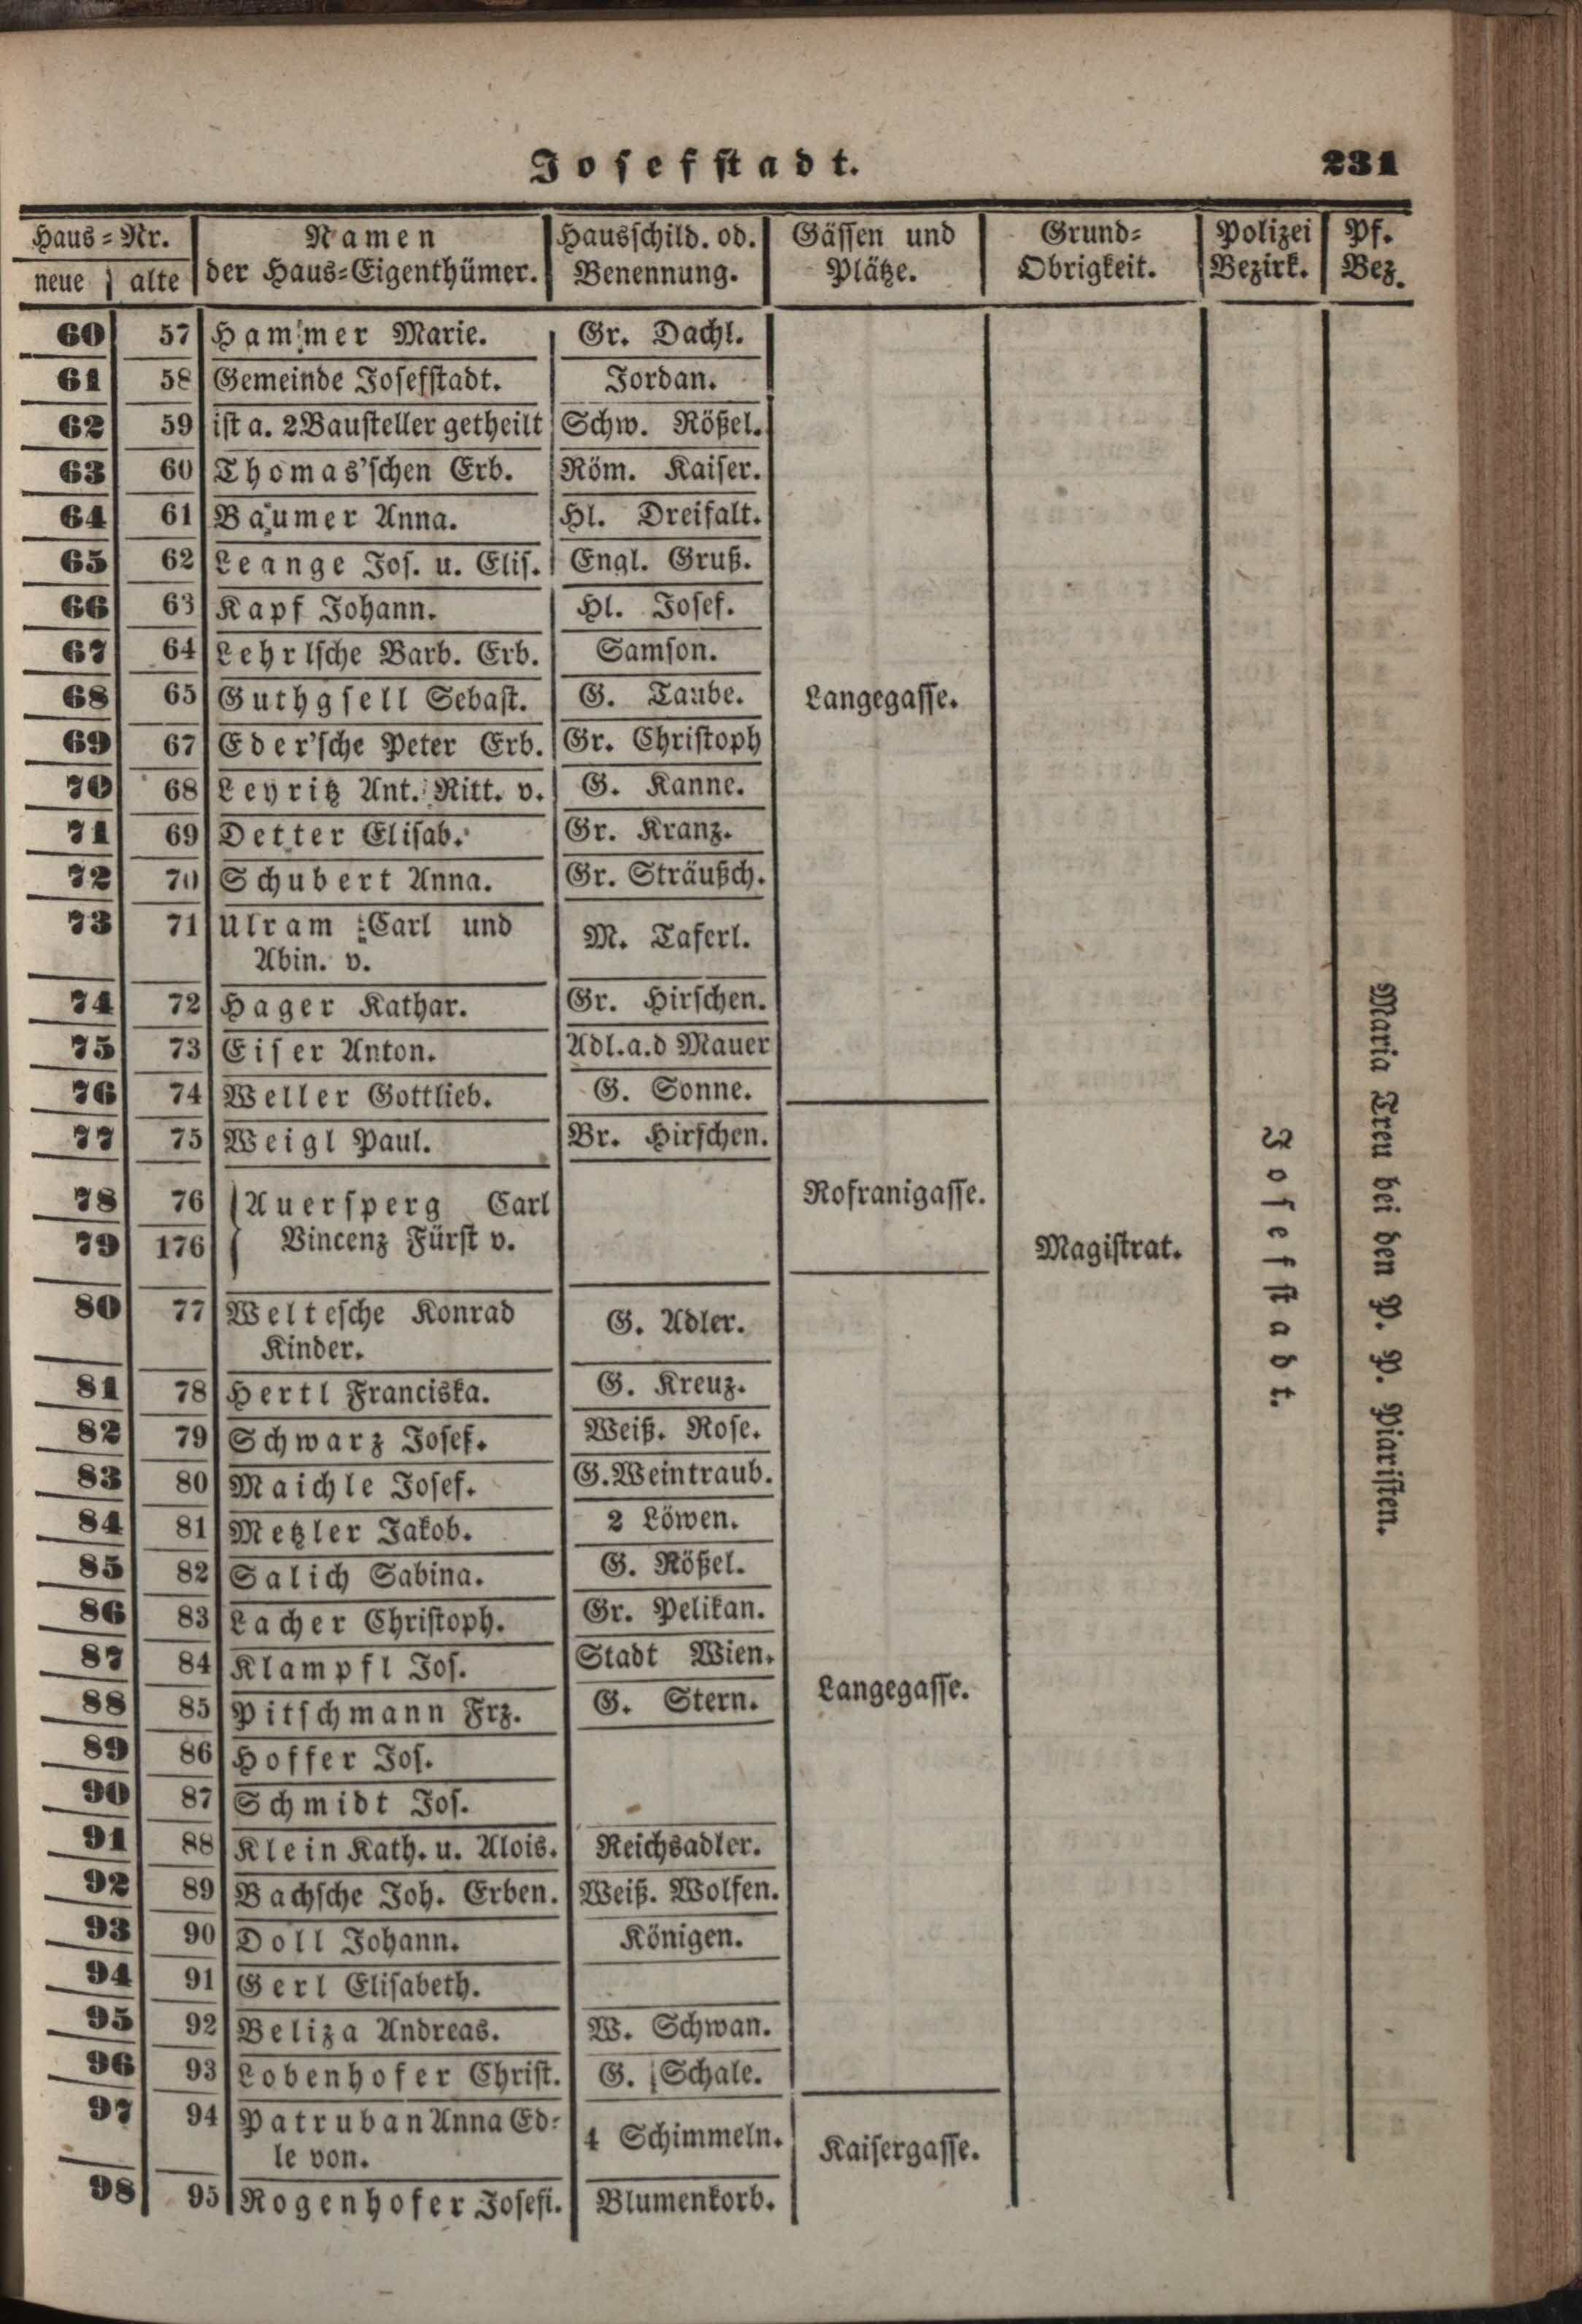 Josefstadt. 231
Haus-Nr. Namen Hausschild. od. Gässen und Grund- Polizei Pf.
neue alte der Haus-Eigenthümer. Benennung. Plätze. Obrigkeit. Bezirk. Bez.
60 57 Hammer Marie. Gr. Dachl.
61 58 Gemeinde Josefstadt. Jordan.
62 59 ist a. 2 Baustellen getheilt Schw. Rößel.
63 60 Thomas'schen Erb. Röm. Kaiser.
64 61 Baumer Anna. Hl. Dreifalt.
65 62 Leange Jos. u. Elis. Engl. Gruß.
66 63 Kapf Johann. Hl. Josef.
67 64 Lehrlsche Barb. Erb. Samson.
68 65 Guthgsell Sebast. G. Taube. Langegasse.
69 67 Eder'sche Peter Erb. Gr. Christoph
70 68 Leyritz Ant. Ritt. v. G. Kanne.
71 69 Detter Elisab. Gr. Kranz.
72 70 Schubert Anna. Gr. Sträußch.
73 71 Ulram Carl und M. Taferl.
Abin. v.
74 72 Hager Kathar. Gr. Hirschen.
75 73 Eiser Anton. Adl.a.d Mauer
76 74 Weller Gottlieb. G. Sonne.
77 75 Weigl Paul. Br. Hirschen.
78 76 Auersperg Carl Rofranigasse.
79 176 Vincenz Fürst v. Magistrat.
80 77 Weltesche Konrad G. Adler.
Kinder.
81 78 Hertl Franciska. G. Kreuz.
82 79 Schwarz Josef. Weiß. Rose.
83 80 Maichle Josef. G.Weintraub.
84 81 Metzler Jakob. 2 Löwen.
85 82 Salich Sabina. G. Rößel.
86 83 Lacher Christoph. Gr. Pelikan.
87 84 Klampfl Jos. Stadt Wien.
88 85 Pitschmann Frz. G. Stern. Langegasse.
89 86 Hoffer Jos.
90 87 Schmidt Jos.
91 88 Klein Kath. u. Alois. Reichsadler.
92 89 Bachsche Joh. Erben. Weiß. Wolfen.
93 90 Doll Johann. Königen.
94 91 Gerl Elisabeth.
95 92 Beliza Andreas. W. Schwan.
96 93 Lobenhofer Christ. G. Schale.
97 94 Patruban Anna Ed- 4 Schimmeln. Kaisergasse.
le von.
98 95 Rogenhofer Josefi. Blumenkorb.
Josefstadt.
Maria Treu bei den P. P. Piaristen.